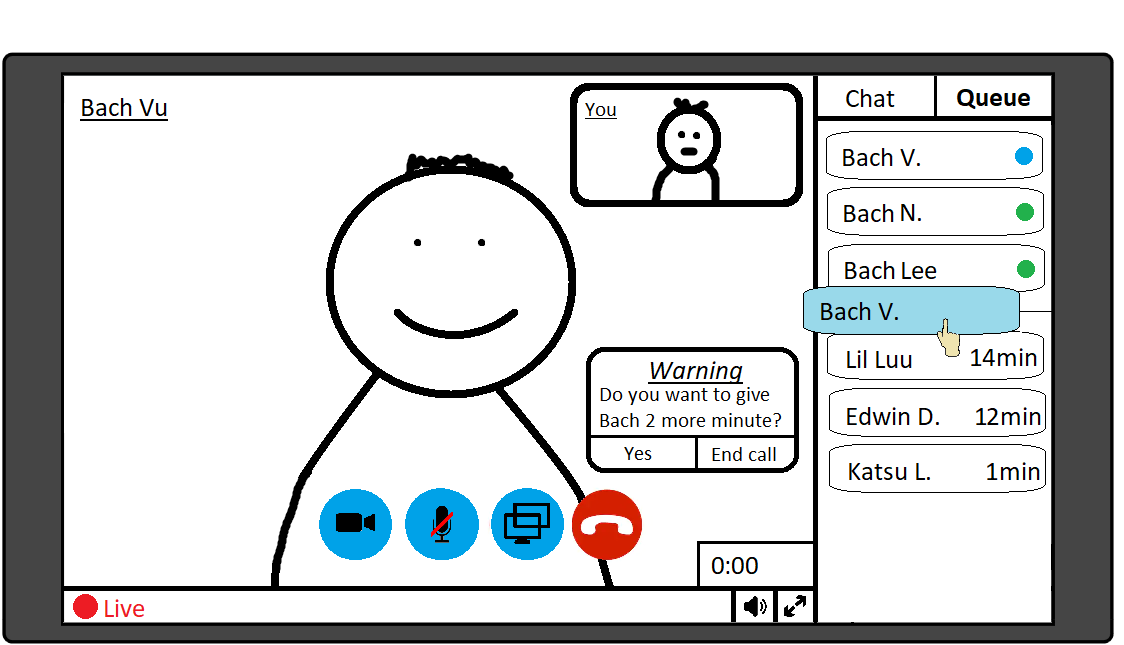 Bach Vu
You
Warning
Do you want to give
Bach 2 more minute?
Yes
End call
0:00
Live
Chat
Queue
Bach V.
Bach N.
Bach Lee
Bach V.
Lil Luu 14min
Edwin D. 12min
Katsu L. 1min